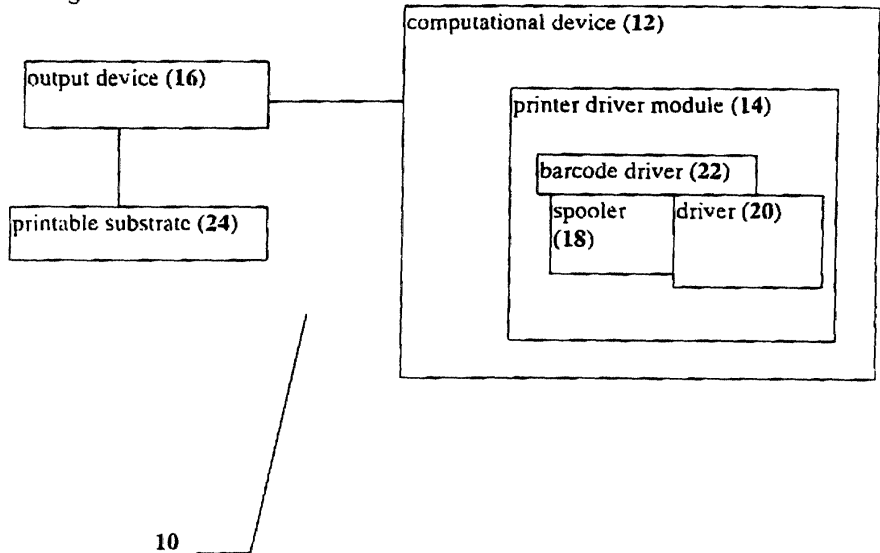 computational device (12)
output device (16)
printer driver module (14)
barcode driver (22)
printable substrate (24)
spooler
(18)
driver (20)
10